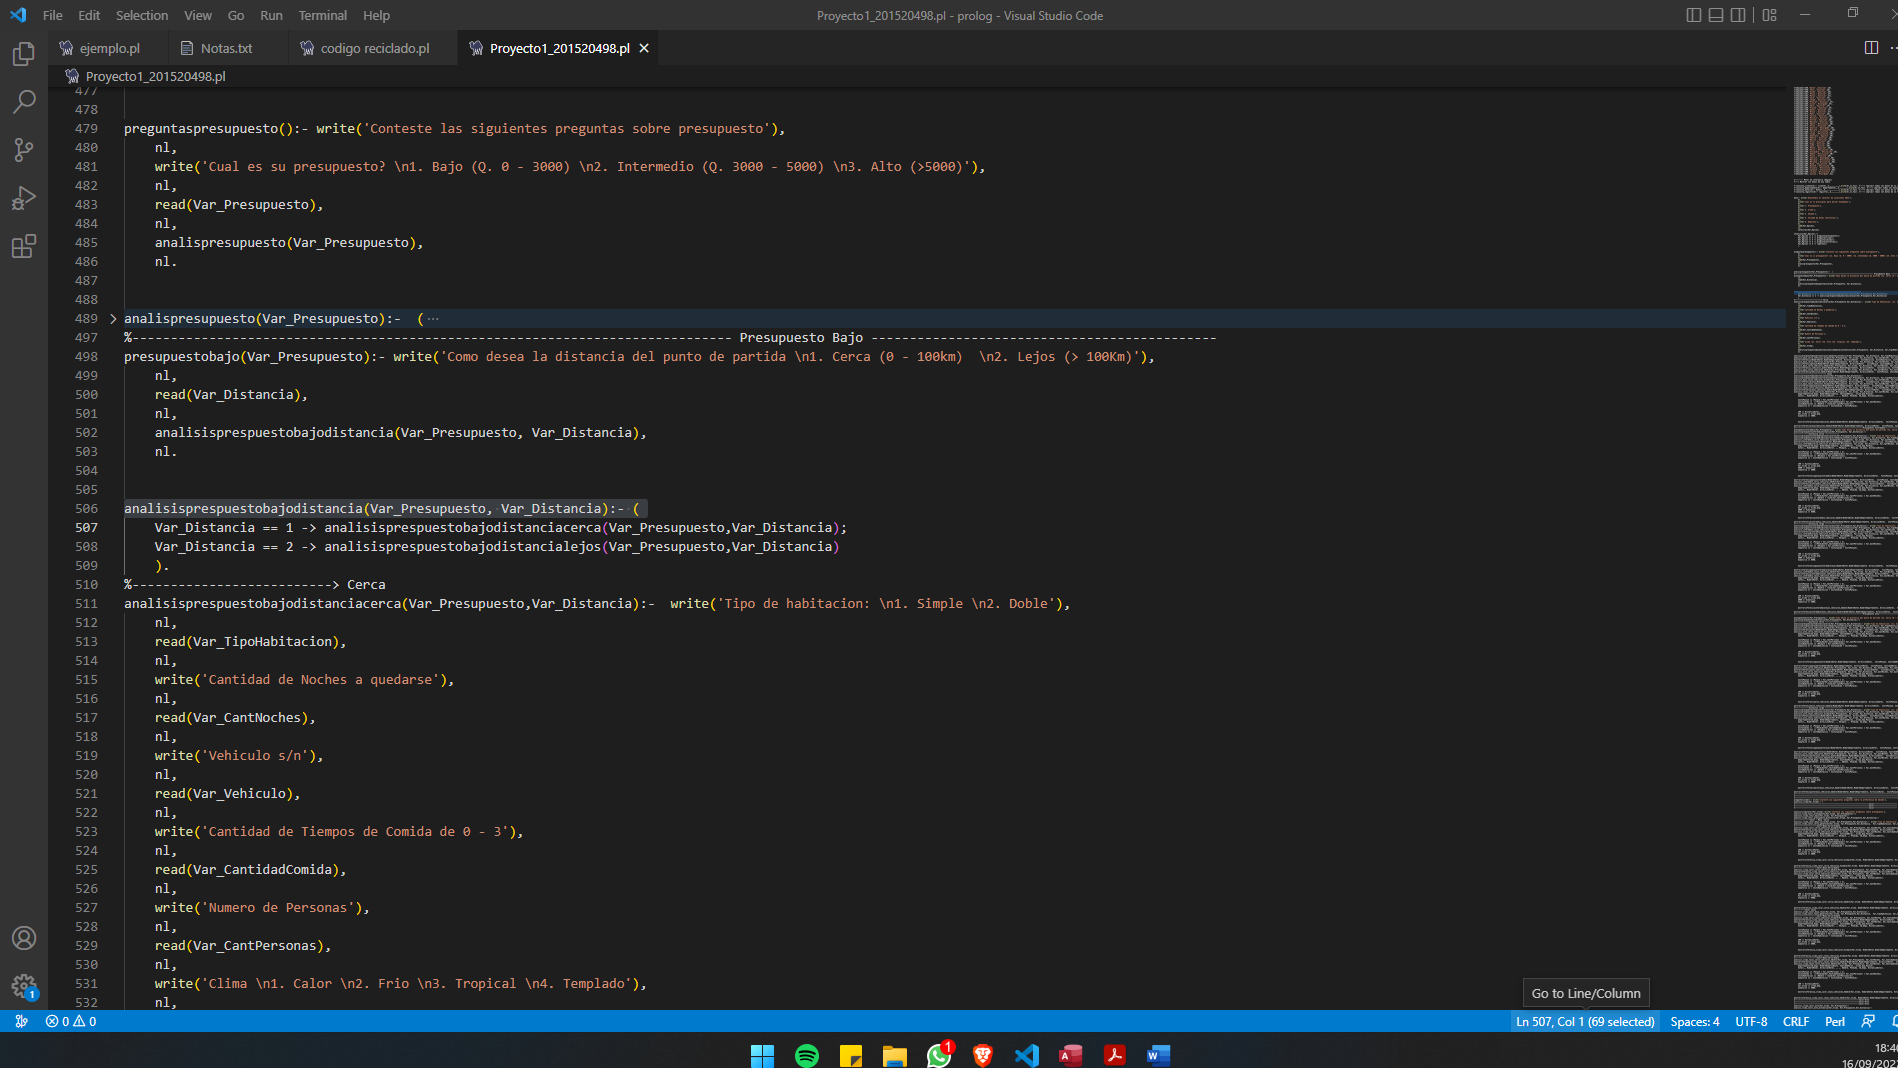 File Edit Selection View Go Run Terminal Help
Proyecto1_201520498.pl - prolog - Visual Studio Code
ejemplo.pl Notas.txt codigo reciclado.pl Proyecto1_201520498.pl
Proyecto1_201520498.pl
477
478
479 preguntaspresupuesto():- write('Conteste las siguientes preguntas sobre presupuesto'),
480 nl,
481 write('Cual es su presupuesto? \n1. Bajo (Q. 0 - 3000) \n2. Intermedio (Q. 3000 - 5000) \n3. Alto (>5000)'),
482 nl,
483 read(Var_Presupuesto),
484 nl,
485 analispresupuesto(Var_Presupuesto),
486 nl.
487
488
489 analispresupuesto(Var_Presupuesto):- ( ...
497 %------------------------------------------------------------------------------ Presupuesto Bajo ---------------------------------------------
498 presupuestobajo(Var_Presupuesto):- write('Como desea la distancia del punto de partida \n1. Cerca (0 - 100km)  \n2. Lejos (> 100Km)'),
499 nl,
500 read(Var_Distancia),
501 nl,
502 analisisprespuestobajodistancia(Var_Presupuesto, Var_Distancia),
503 nl.
504
505
506 analisisprespuestobajodistancia(Var_Presupuesto, Var_Distancia):- (
507 Var_Distancia == 1 -> analisisprespuestobajodistanciacerca(Var_Presupuesto,Var_Distancia);
508 Var_Distancia == 2 -> analisisprespuestobajodistancialejos(Var_Presupuesto,Var_Distancia)
509 ).
510 %--------------------------> Cerca
511 analisisprespuestobajodistanciacerca(Var_Presupuesto,Var_Distancia):-  write('Tipo de habitacion: \n1. Simple \n2. Doble'),
512 nl,
513 read(Var_TipoHabitacion),
514 nl,
515 write('Cantidad de Noches a quedarse'),
516 nl,
517 read(Var_CantNoches),
518 nl,
519 write('Vehiculo s/n'),
520 nl,
521 read(Var_Vehiculo),
522 nl,
523 write('Cantidad de Tiempos de Comida de 0 - 3'),
524 nl,
525 read(Var_CantidadComida),
526 nl,
527 write('Numero de Personas'),
528 nl,
529 read(Var_CantPersonas),
530 nl,
531 write('Clima \n1. Calor \n2. Frio \n3. Tropical \n4. Templado'),
532 nl,
Go to Line/Column
1
0 0
Ln 507, Col 1 (69 selected) Spaces: 4 UTF-8 CRLF Perl
1
18:4
16/09/202